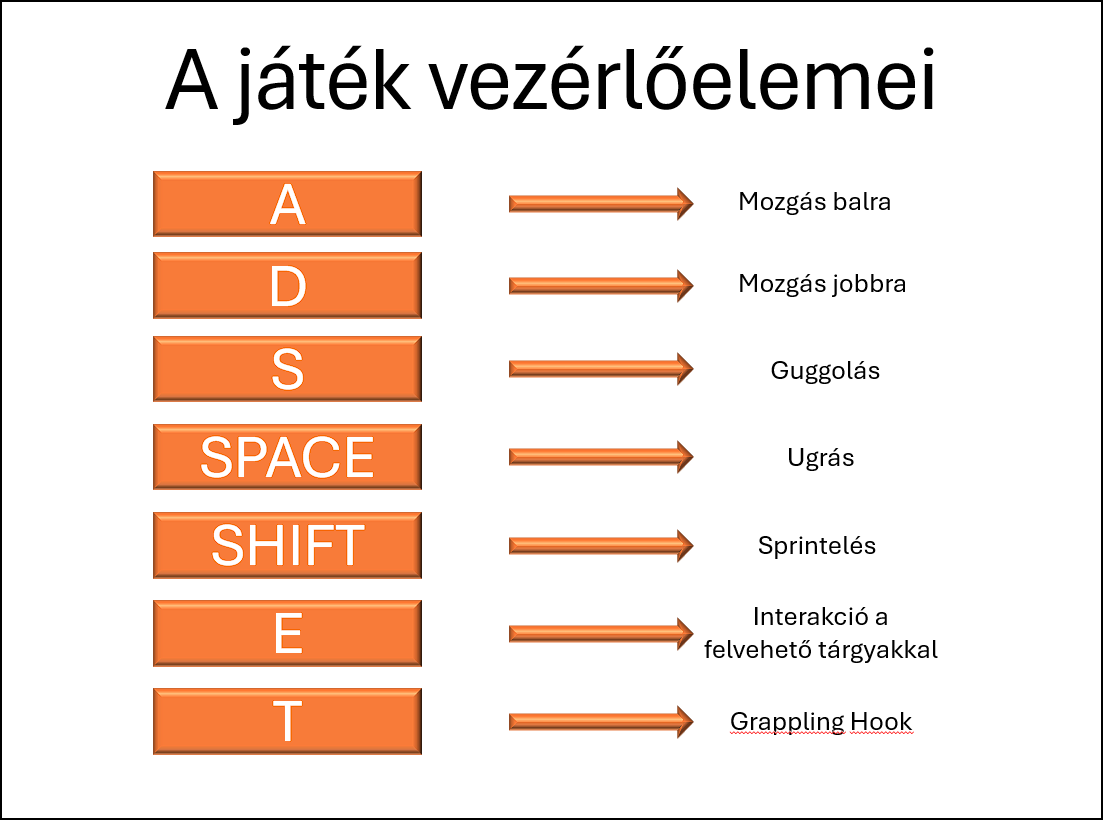 A játék vezérlőelemei
A
Mozgás balra
D
Mozgás jobbra
S
Guggolás
SPACE
Ugrás
SHIFT
Sprintelés
E
Interakció a
felvehető tárgyakkal
T
Grappling Hook